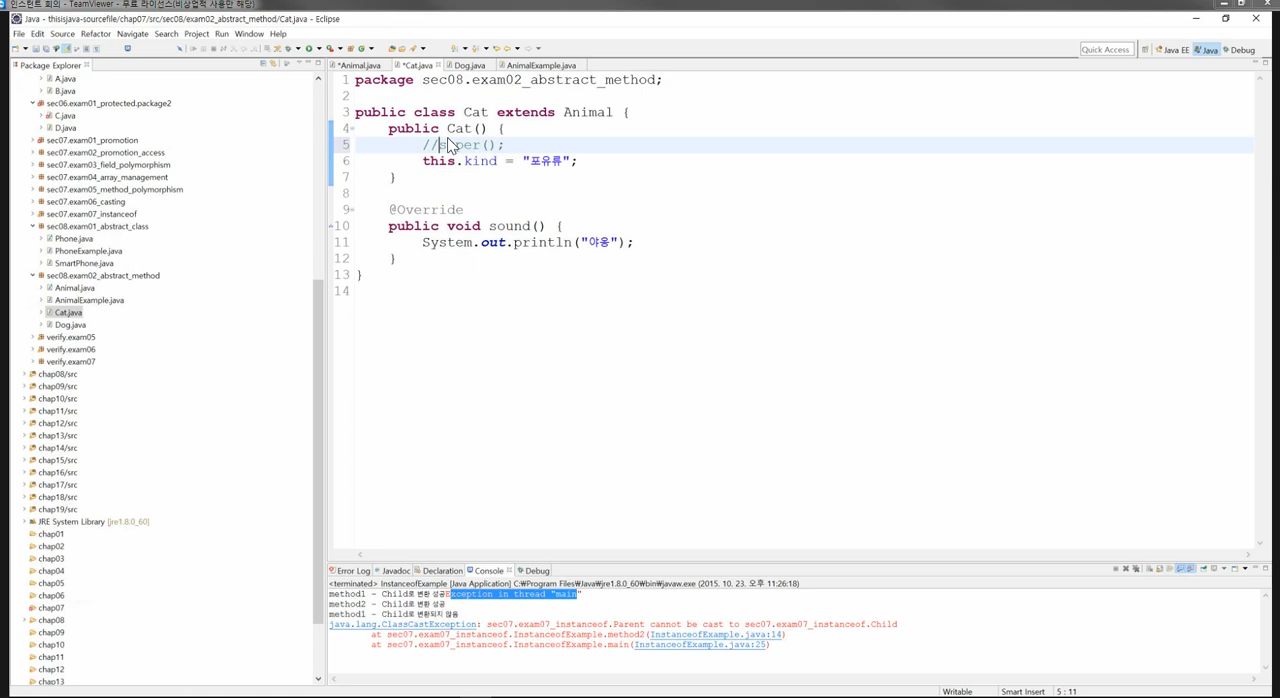 인스턴트 회의 - TeamViewer - 무료 라이선스(비상업적 사용만 해당)
Java - thisisjava-sourcefile/chap07/src/sec08/exam02_abstract_method/Cat.java - Eclipse
File Edit Source Refactor Navigate Search Project Run Window Help
Quick Access Java EE Java Debug
Package Explorer
*Animal.java *Cat.java Dog.java AnimalExample.java
A.java
B.java
sec06.exam01_protected.package2
C.java
D.java
sec07.exam01_promotion
sec07.exam02_promotion_access
sec07.exam03_field_polymorphism
sec07.exam04_array_management
sec07.exam05_method_polymorphism
sec07.exam06_casting
sec07.exam07_instanceof
sec08.exam01_abstract_class
Phone.java
PhoneExample.java
SmartPhone.java
sec08.exam02_abstract_method
Animal.java
AnimalExample.java
Cat.java
Dog.java
verify.exam05
verify.exam06
verify.exam07
chap08/src
chap09/src
chap10/src
chap11/src
chap12/src
chap13/src
chap14/src
chap15/src
chap16/src
chap17/src
chap18/src
chap19/src
JRE System Library [jre1.8.0_60]
chap01
chap02
chap03
chap04
chap05
chap06
chap07
chap08
chap09
chap10
chap11
chap12
chap13
1 package sec08.exam02_abstract_method;
2
3 public class Cat extends Animal {
4 public Cat() {
5 //super();
6 this.kind = "포유류";
7 }
8
9 @Override
10 public void sound() {
11 System.out.println("야옹");
12 }
13 }
14
Error Log Javadoc Declaration Console Debug
<terminated> InstanceofExample [Java Application] C:₩Program Files₩Java₩jre1.8.0_60₩bin₩javaw.exe (2015. 10. 23. 오후 11:26:18)
method1 - Child로 변환 성공Exception in thread "main"
method2 - Child로 변환 성공
method1 - Child로 변환되지 않음
java.lang.ClassCastException: sec07.exam07_instanceof.Parent cannot be cast to sec07.exam07_instanceof.Child
at sec07.exam07_instanceof.InstanceofExample.method2(InstanceofExample.java:14)
at sec07.exam07_instanceof.InstanceofExample.main(InstanceofExample.java:25)
Writable Smart Insert 5 : 11